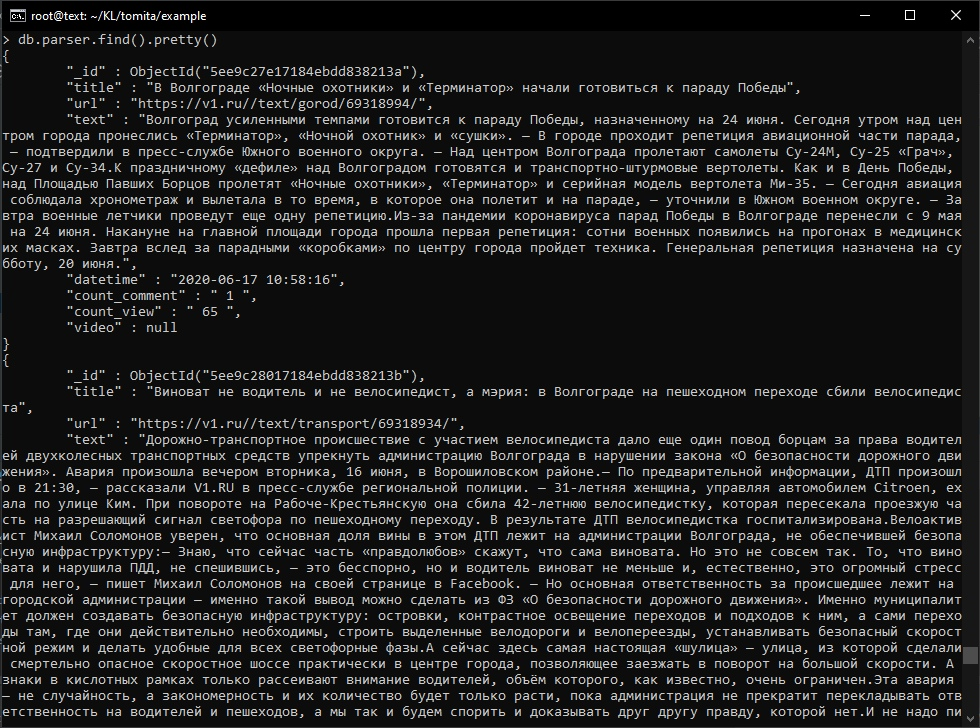 root@text: ~/KL/tomita/example
> db.parser.find().pretty()
{
"_id" : ObjectId("5ee9c27e17184ebdd838213a"),
"title" : "В Волгограде «Ночные охотники» и «Терминатор» начали готовиться к параду Победы",
"url" : "https://v1.ru//text/gorod/69318994/",
"text" : "Волгоград усиленными темпами готовится к параду Победы, назначенному на 24 июня. Сегодня утром над цен
тром города пронеслись «Терминатор», «Ночной охотник» и «сушки». — В городе проходит репетиция авиационной части парада,
— подтвердили в пресс-службе Южного военного округа. — Над центром Волгограда пролетают самолеты Су-24М, Су-25 «Грач»,
Су-27 и Су-34.К праздничному «дефиле» над Волгоградом готовятся и транспортно-штурмовые вертолеты. Как и в День Победы,
над Площадью Павших Борцов пролетят «Ночные охотники», «Терминатор» и серийная модель вертолета Ми-35. — Сегодня авиация
соблюдала хронометраж и вылетала в то время, в которое она полетит и на параде, — уточнили в Южном военном округе. — За
втра военные летчики проведут еще одну репетицию.Из-за пандемии коронавируса парад Победы в Волгограде перенесли с 9 мая
на 24 июня. Накануне на главной площади города прошла первая репетиция: сотни военных появились на прогонах в медицинск
их масках. Завтра вслед за парадными «коробками» по центру города пройдет техника. Генеральная репетиция назначена на су
бботу, 20 июня.",
"datetime" : "2020-06-17 10:58:16",
"count_comment" : " 1 ",
"count_view" : " 65 ",
"video" : null
}
{
"_id" : ObjectId("5ee9c28017184ebdd838213b"),
"title" : "Виноват не водитель и не велосипедист, а мэрия: в Волгограде на пешеходном переходе сбили велосипедис
та",
"url" : "https://v1.ru//text/transport/69318934/",
"text" : "Дорожно-транспортное происшествие с участием велосипедиста дало еще один повод борцам за права водител
ей двухколесных транспортных средств упрекнуть администрацию Волгограда в нарушении закона «О безопасности дорожного дви
жения». Авария произошла вечером вторника, 16 июня, в Ворошиловском районе.— По предварительной информации, ДТП произошл
о в 21:30, — рассказали V1.RU в пресс-службе региональной полиции. — 31-летняя женщина, управляя автомобилем Citroen, ех
ала по улице Ким. При повороте на Рабоче-Крестьянскую она сбила 42-летнюю велосипедистку, которая пересекала проезжую ча
сть на разрешающий сигнал светофора по пешеходному переходу. В результате ДТП велосипедистка госпитализирована.Велоактив
ист Михаил Соломонов уверен, что основная доля вины в этом ДТП лежит на администрации Волгограда, не обеспечившей безопа
сную инфраструктуру:— Знаю, что сейчас часть «правдолюбов» скажут, что сама виновата. Но это не совсем так. То, что вино
вата и нарушила ПДД, не спешившись, — это бесспорно, но и водитель виноват не меньше и, естественно, это огромный стресс
для него, — пишет Михаил Соломонов на своей странице в Facebook. — Но основная ответственность за происшедшее лежит на
городской администрации — именно такой вывод можно сделать из ФЗ «О безопасности дорожного движения». Именно муниципалит
ет должен создавать безопасную инфраструктуру: островки, контрастное освещение переходов и подходов к ним, а сами перехо
ды там, где они действительно необходимы, строить выделенные велодороги и велопереезды, устанавливать безопасный скорост
ной режим и делать удобные для всех светофорные фазы.А сейчас здесь самая настоящая «шулица» — улица, из которой сделали
смертельно опасное скоростное шоссе практически в центре города, позволяющее заезжать в поворот на большой скорости. А
знаки в кислотных рамках только рассеивают внимание водителей, объём которого, как известно, очень ограничен.Эта авария
— не случайность, а закономерность и их количество будет только расти, пока администрация не прекратит перекладывать отв
етственность на водителей и пешеходов, а мы так и будем спорить и доказывать друг другу правду, которой нет.И не надо пи